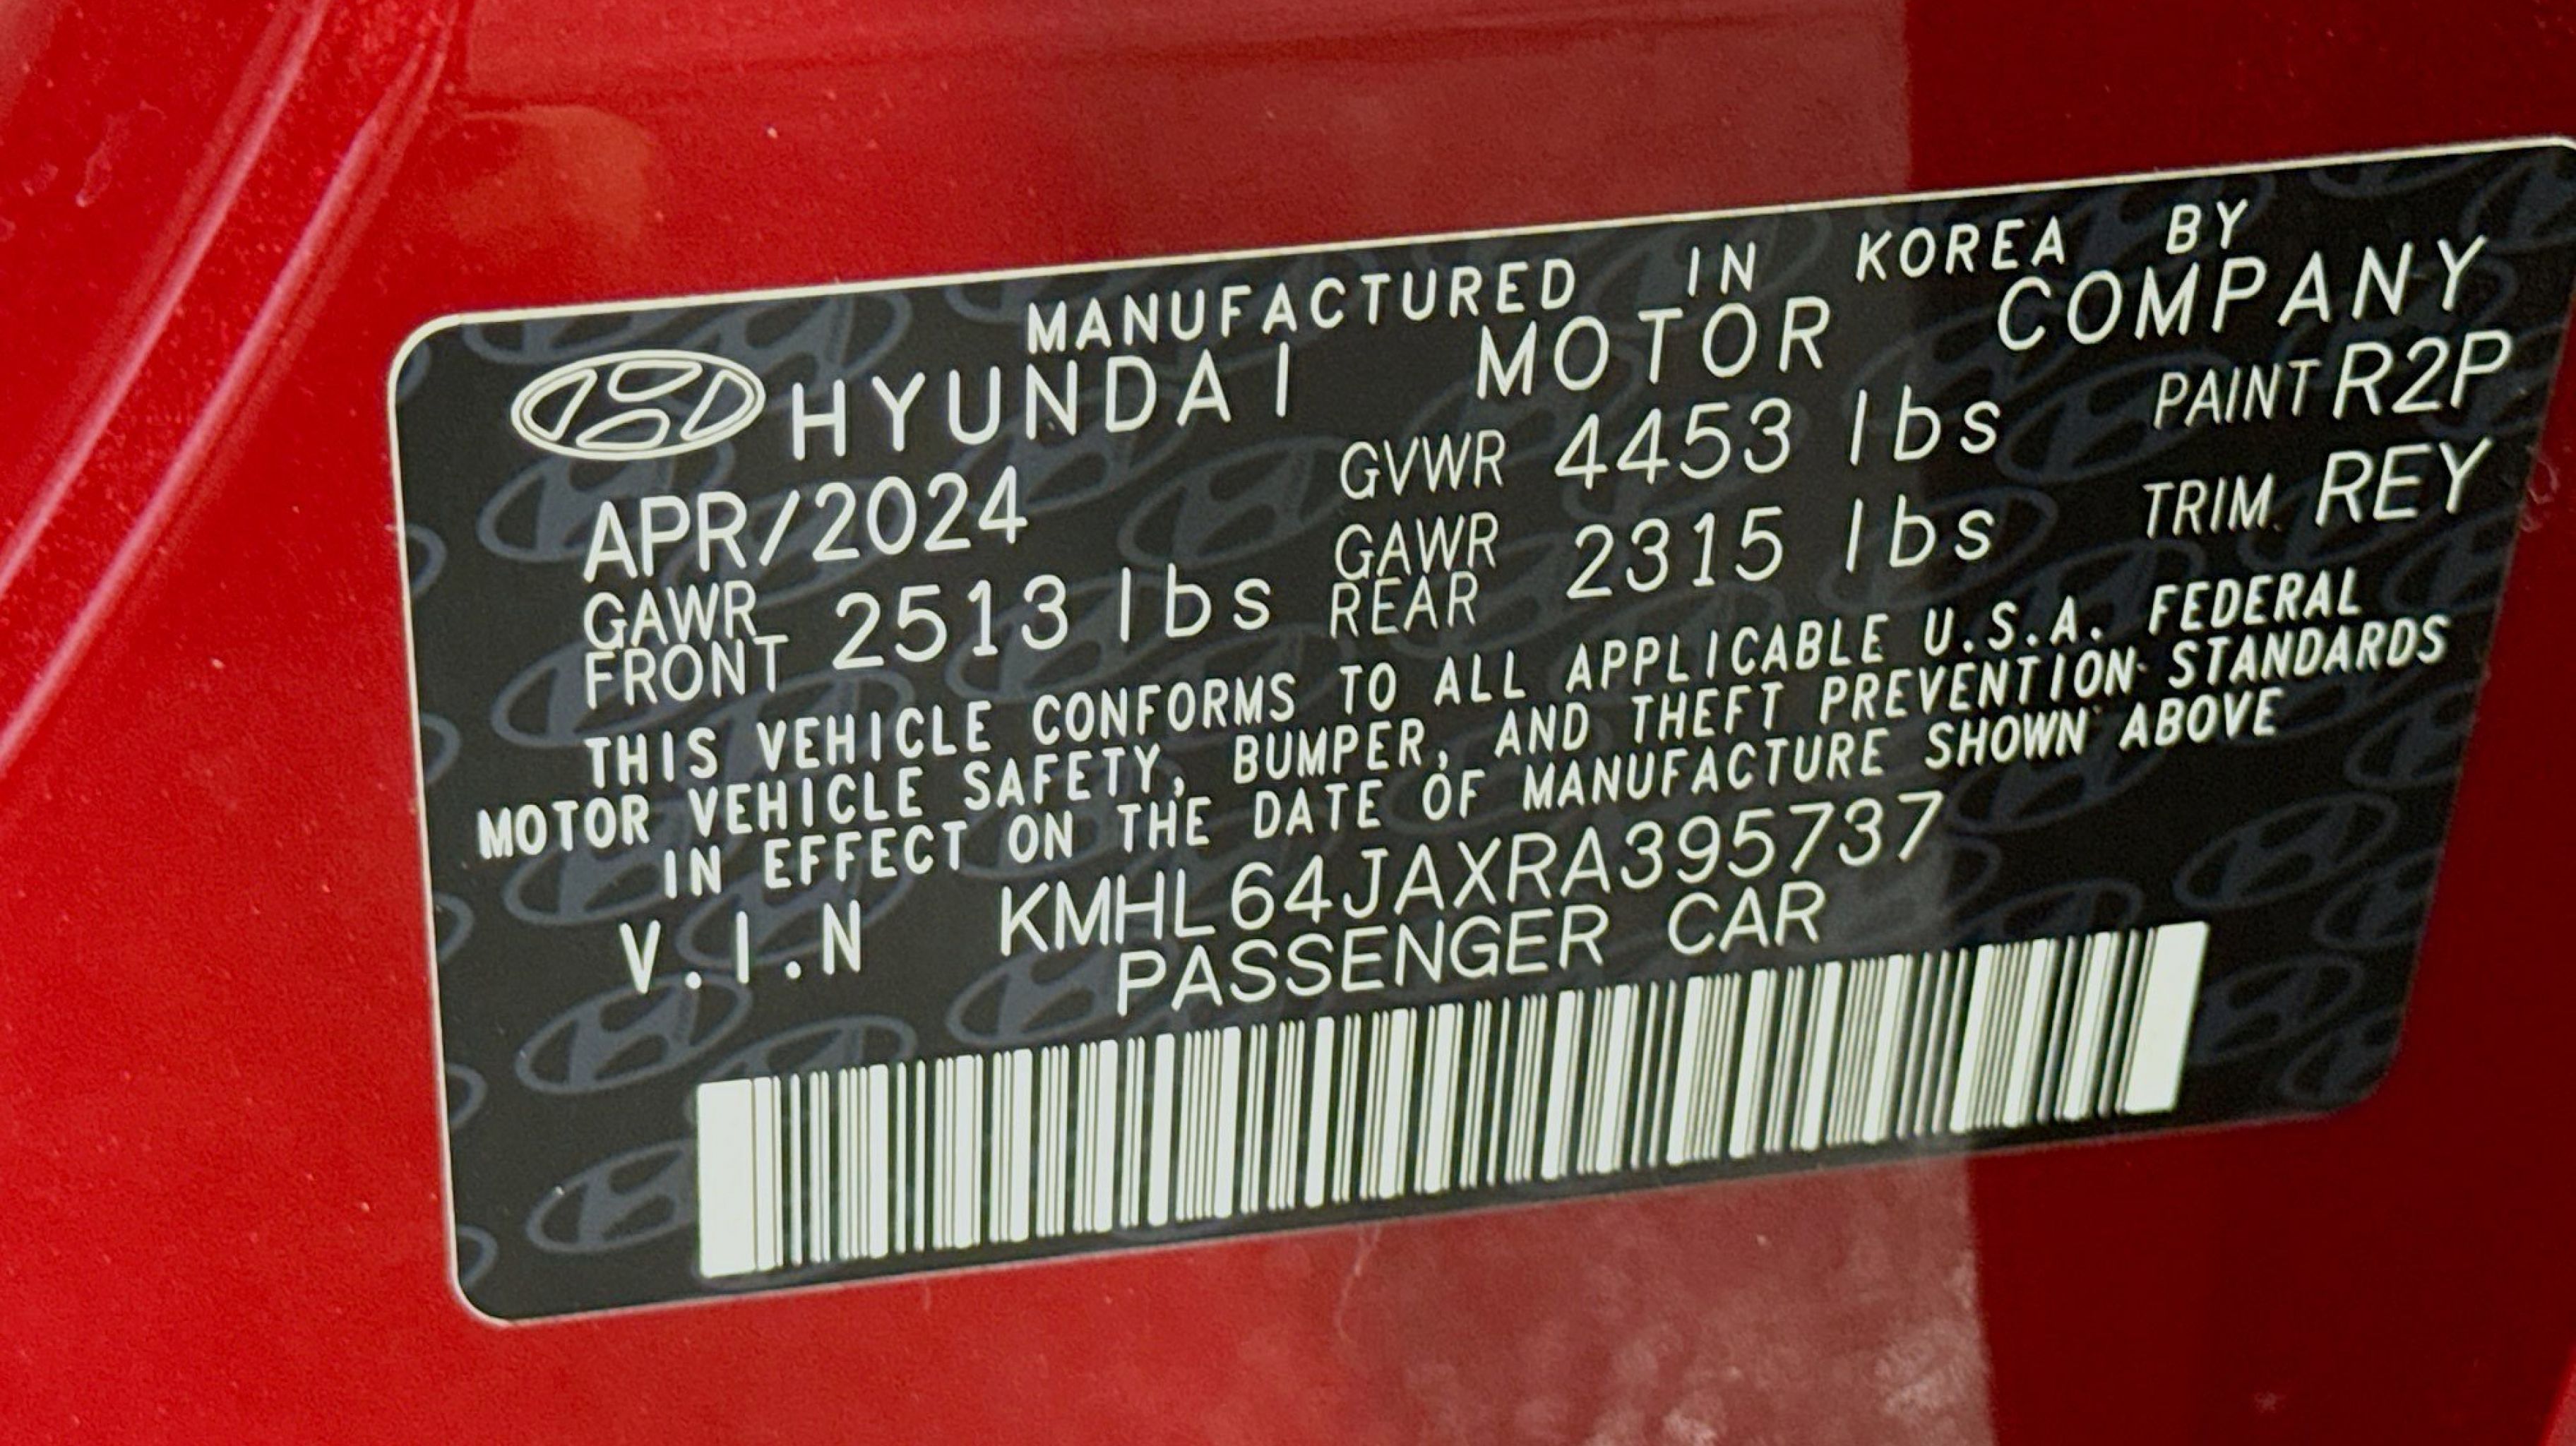 MANUFACTURED IN KOREA BY
HYUNDAI MOTOR COMPANY
APR/2024 GVWR 4453 lbs PAINT R2P
GAWR FRONT 2513 lbs GAWR REAR 2315 lbs TRIM REY
THIS VEHICLE CONFORMS TO ALL APPLICABLE U.S.A. FEDERAL
MOTOR VEHICLE SAFETY, BUMPER, AND THEFT PREVENTION STANDARDS
IN EFFECT ON THE DATE OF MANUFACTURE SHOWN ABOVE
V.I.N KMHL64JAXRA395737
PASSENGER CAR